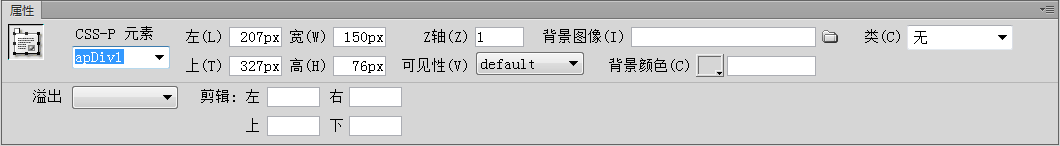 属性
CSS-P 元素 左(L) 207px 宽(W) 150px Z轴(Z) 1 背景图像(I) 类(C) 无
apDiv1 上(T) 327px 高(H) 76px 可见性(V) default 背景颜色(C)
溢出 剪辑: 左 右
上 下